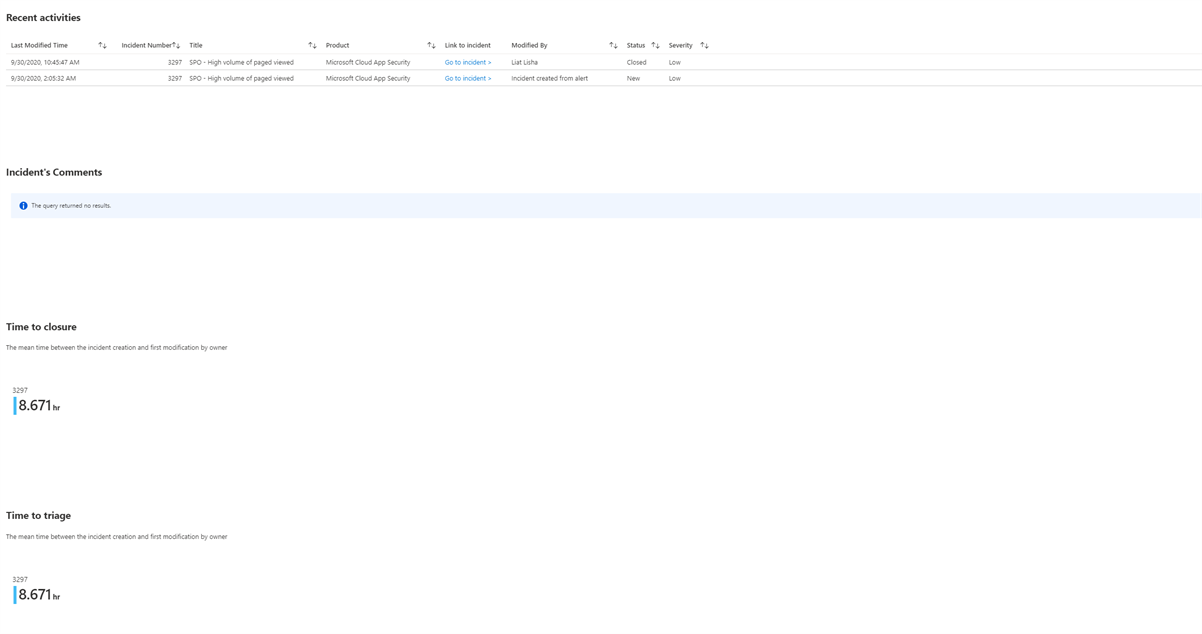 Recent activities
Last Modified Time Incident Number Title Product Link to incident Modified By Status Severity
9/30/2020, 10:45:47 AM 3297 SPO - High volume of paged viewed Microsoft Cloud App Security Go to incident > Liat Lisha Closed Low
9/30/2020, 2:05:32 AM 3297 SPO - High volume of paged viewed Microsoft Cloud App Security Go to incident > Incident created from alert New Low
Incident's Comments
The query returned no results.
Time to closure
The mean time between the incident creation and first modification by owner
3297
8.671 hr
Time to triage
The mean time between the incident creation and first modification by owner
3297
8.671 hr